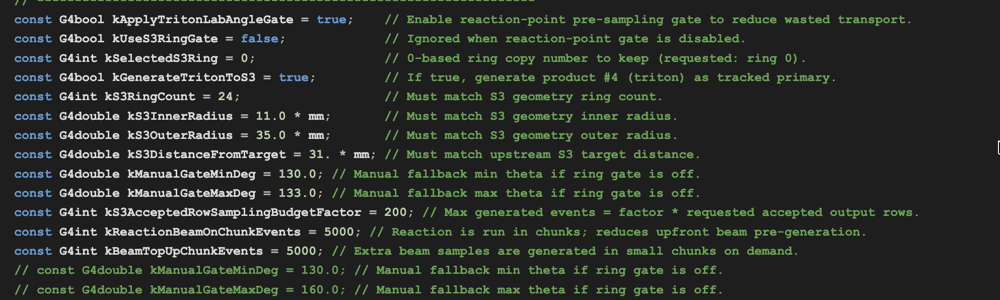 // ------------------------------------------------------------------
const G4bool kApplyTritonLabAngleGate = true;    // Enable reaction-point pre-sampling gate to reduce wasted transport.
const G4bool kUseS3RingGate = false;             // Ignored when reaction-point gate is disabled.
const G4int kSelectedS3Ring = 0;                 // 0-based ring copy number to keep (requested: ring 0).
const G4bool kGenerateTritonToS3 = true;         // If true, generate product #4 (triton) as tracked primary.
const G4int kS3RingCount = 24;                   // Must match S3 geometry ring count.
const G4double kS3InnerRadius = 11.0 * mm;       // Must match S3 geometry inner radius.
const G4double kS3OuterRadius = 35.0 * mm;       // Must match S3 geometry outer radius.
const G4double kS3DistanceFromTarget = 31. * mm; // Must match upstream S3 target distance.
const G4double kManualGateMinDeg = 130.0; // Manual fallback min theta if ring gate is off.
const G4double kManualGateMaxDeg = 133.0; // Manual fallback max theta if ring gate is off.
const G4int kS3AcceptedRowSamplingBudgetFactor = 200; // Max generated events = factor * requested accepted output rows.
const G4int kReactionBeamOnChunkEvents = 5000; // Reaction is run in chunks; reduces upfront beam pre-generation.
const G4int kBeamTopUpChunkEvents = 5000; // Extra beam samples are generated in small chunks on demand.
// const G4double kManualGateMinDeg = 130.0; // Manual fallback min theta if ring gate is off.
// const G4double kManualGateMaxDeg = 160.0; // Manual fallback max theta if ring gate is off.